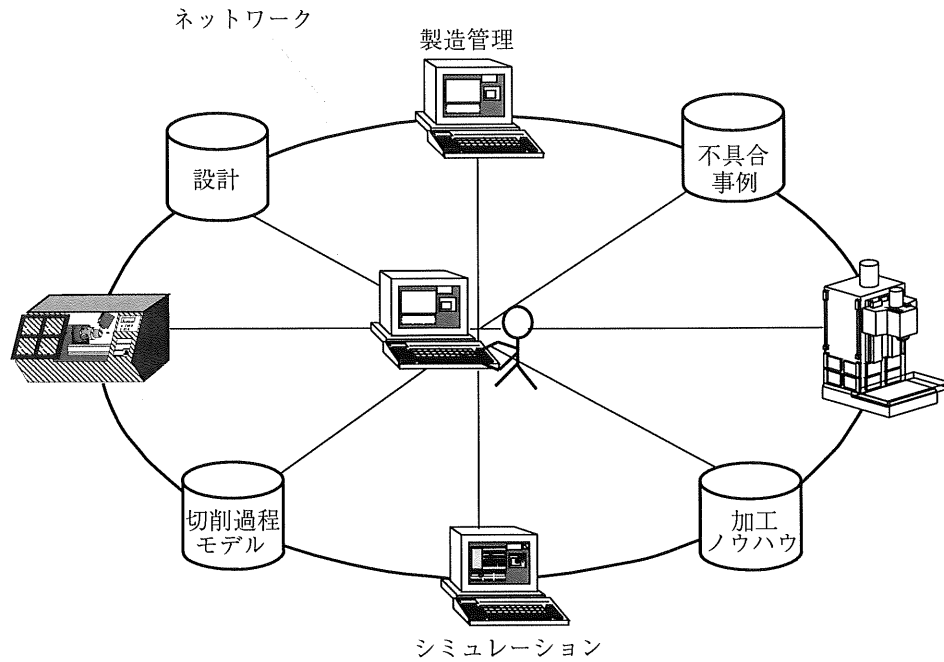 ネットワーク
製造管理
設計
不具合
事例
切削過程
モデル
加工
ノウハウ
シミュレーション